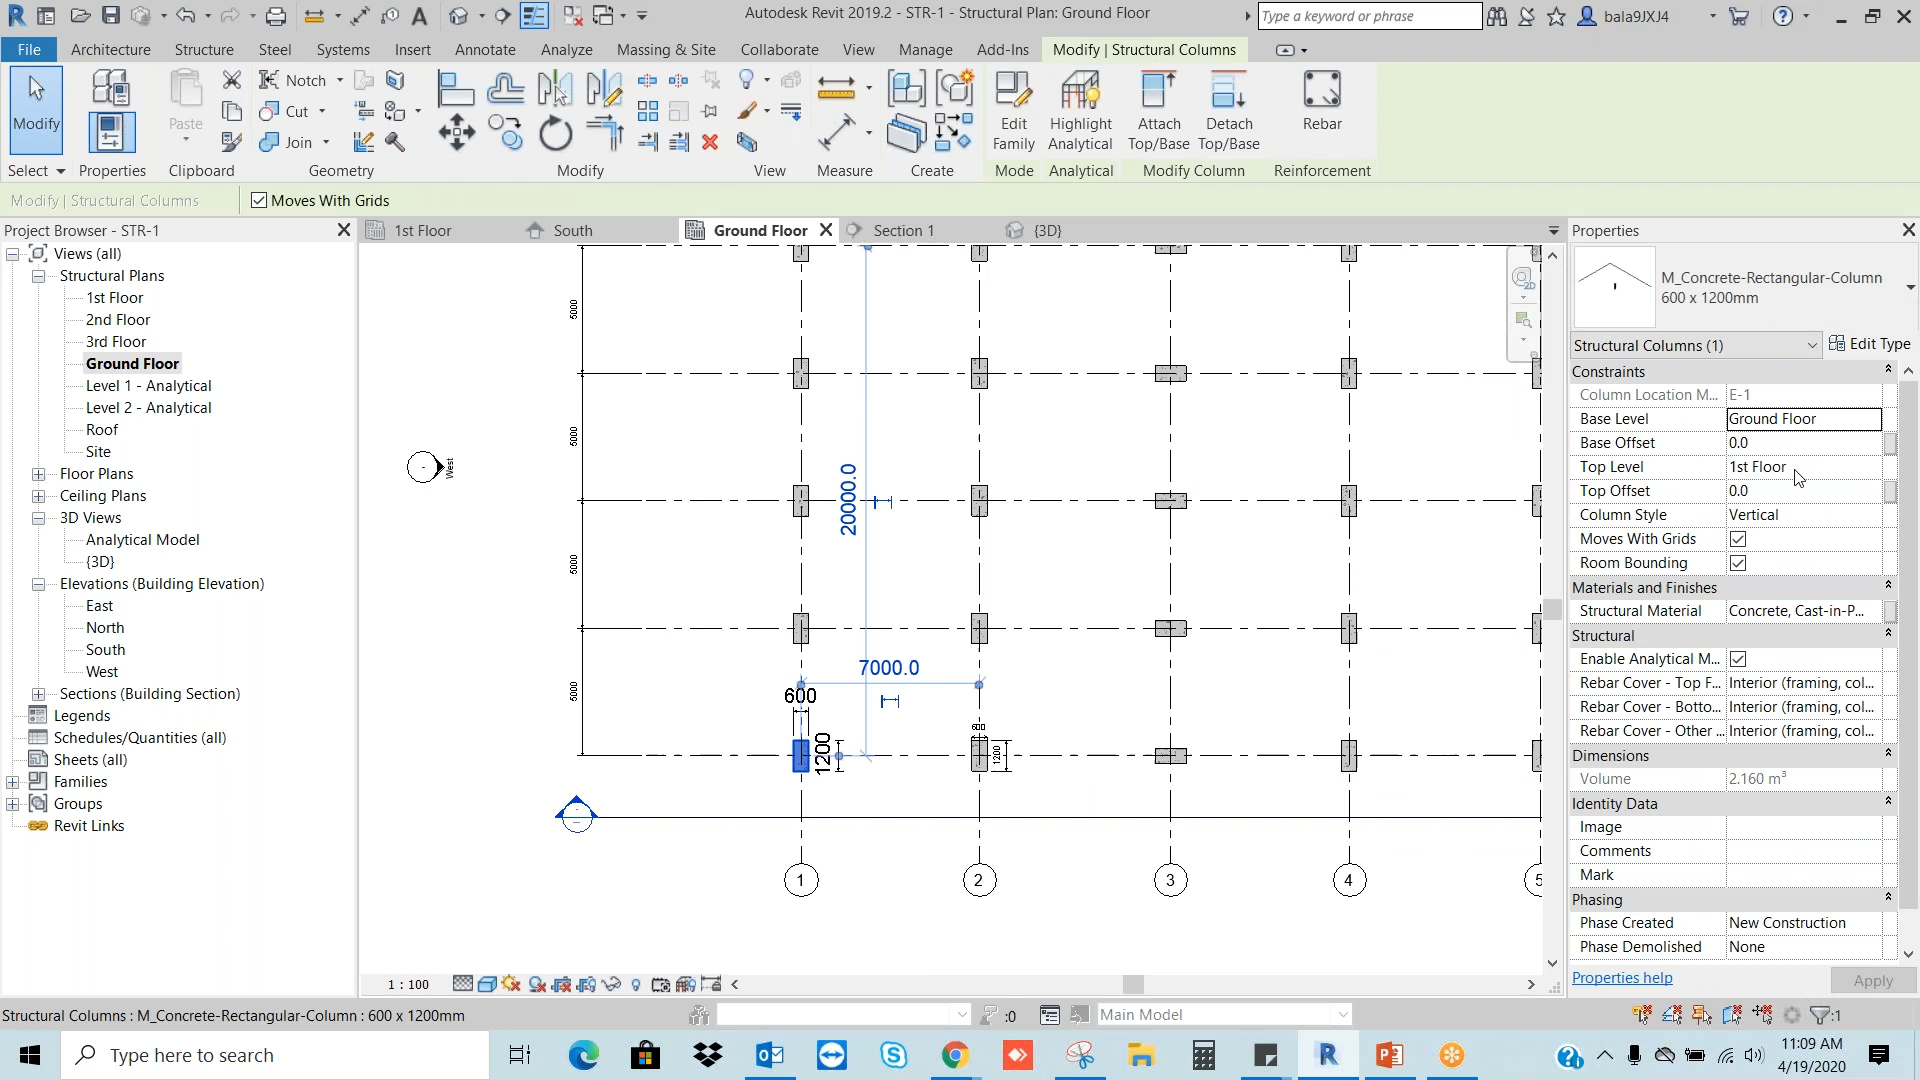 Autodesk Revit 2019.2 - STR-1 - Structural Plan: Ground Floor
Type a keyword or phrase
bala9JXJ4
File
Architecture
Structure
Steel
Systems
Insert
Annotate
Analyze
Massing & Site
Collaborate
View
Manage
Add-Ins
Modify | Structural Columns
Modify
Paste
Notch
Cut
Join
Edit
Family
Highlight
Analytical
Attach
Top/Base
Detach
Top/Base
Rebar
Select
Properties
Clipboard
Geometry
Modify
View
Measure
Create
Mode
Analytical
Modify Column
Reinforcement
Modify | Structural Columns
Moves With Grids
Project Browser - STR-1
Views (all)
Structural Plans
1st Floor
2nd Floor
3rd Floor
Ground Floor
Level 1 - Analytical
Level 2 - Analytical
Roof
Site
Floor Plans
Ceiling Plans
3D Views
Analytical Model
{3D}
Elevations (Building Elevation)
East
North
South
West
Sections (Building Section)
Legends
Schedules/Quantities (all)
Sheets (all)
Families
Groups
Revit Links
1st Floor
South
Ground Floor
Section 1
{3D}
5000
5000
5000
5000
West
20000.0
7000.0
600
1200
600
1200
1
2
3
4
5
2D
1 : 100
Properties
M_Concrete-Rectangular-Column
600 x 1200mm
Structural Columns (1)
Edit Type
Constraints
Column Location M... E-1
Base Level Ground Floor
Base Offset 0.0
Top Level 1st Floor
Top Offset 0.0
Column Style Vertical
Moves With Grids
Room Bounding
Materials and Finishes
Structural Material Concrete, Cast-in-P...
Structural
Enable Analytical M...
Rebar Cover - Top F... Interior (framing, col...
Rebar Cover - Botto... Interior (framing, col...
Rebar Cover - Other ... Interior (framing, col...
Dimensions
Volume 2.160 m³
Identity Data
Image
Comments
Mark
Phasing
Phase Created New Construction
Phase Demolished None
Properties help
Apply
Structural Columns : M_Concrete-Rectangular-Column : 600 x 1200mm
:0
Main Model
:1
Type here to search
11:09 AM
4/19/2020